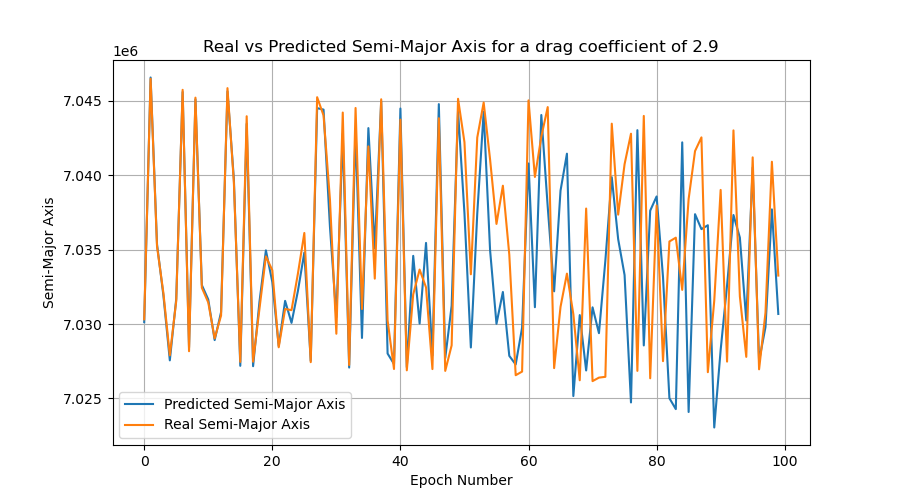 Real vs Predicted Semi-Major Axis for a drag coefficient of 2.9
1e6
7.045
7.040
7.035
7.030
7.025
Semi-Major Axis
Predicted Semi-Major Axis
Real Semi-Major Axis
0 20 40 60 80 100
Epoch Number